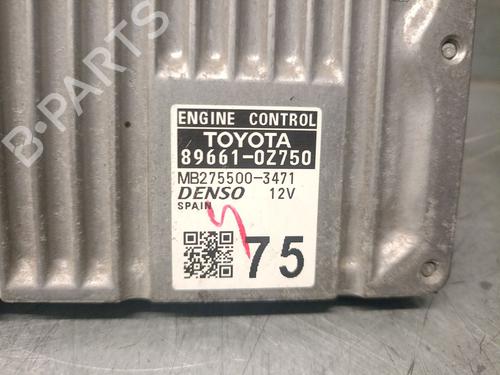 B-PARTS
ENGINE CONTROL
TOYOTA
89661-0Z750
MB275500-3471
DENSO 12V
SPAIN
75